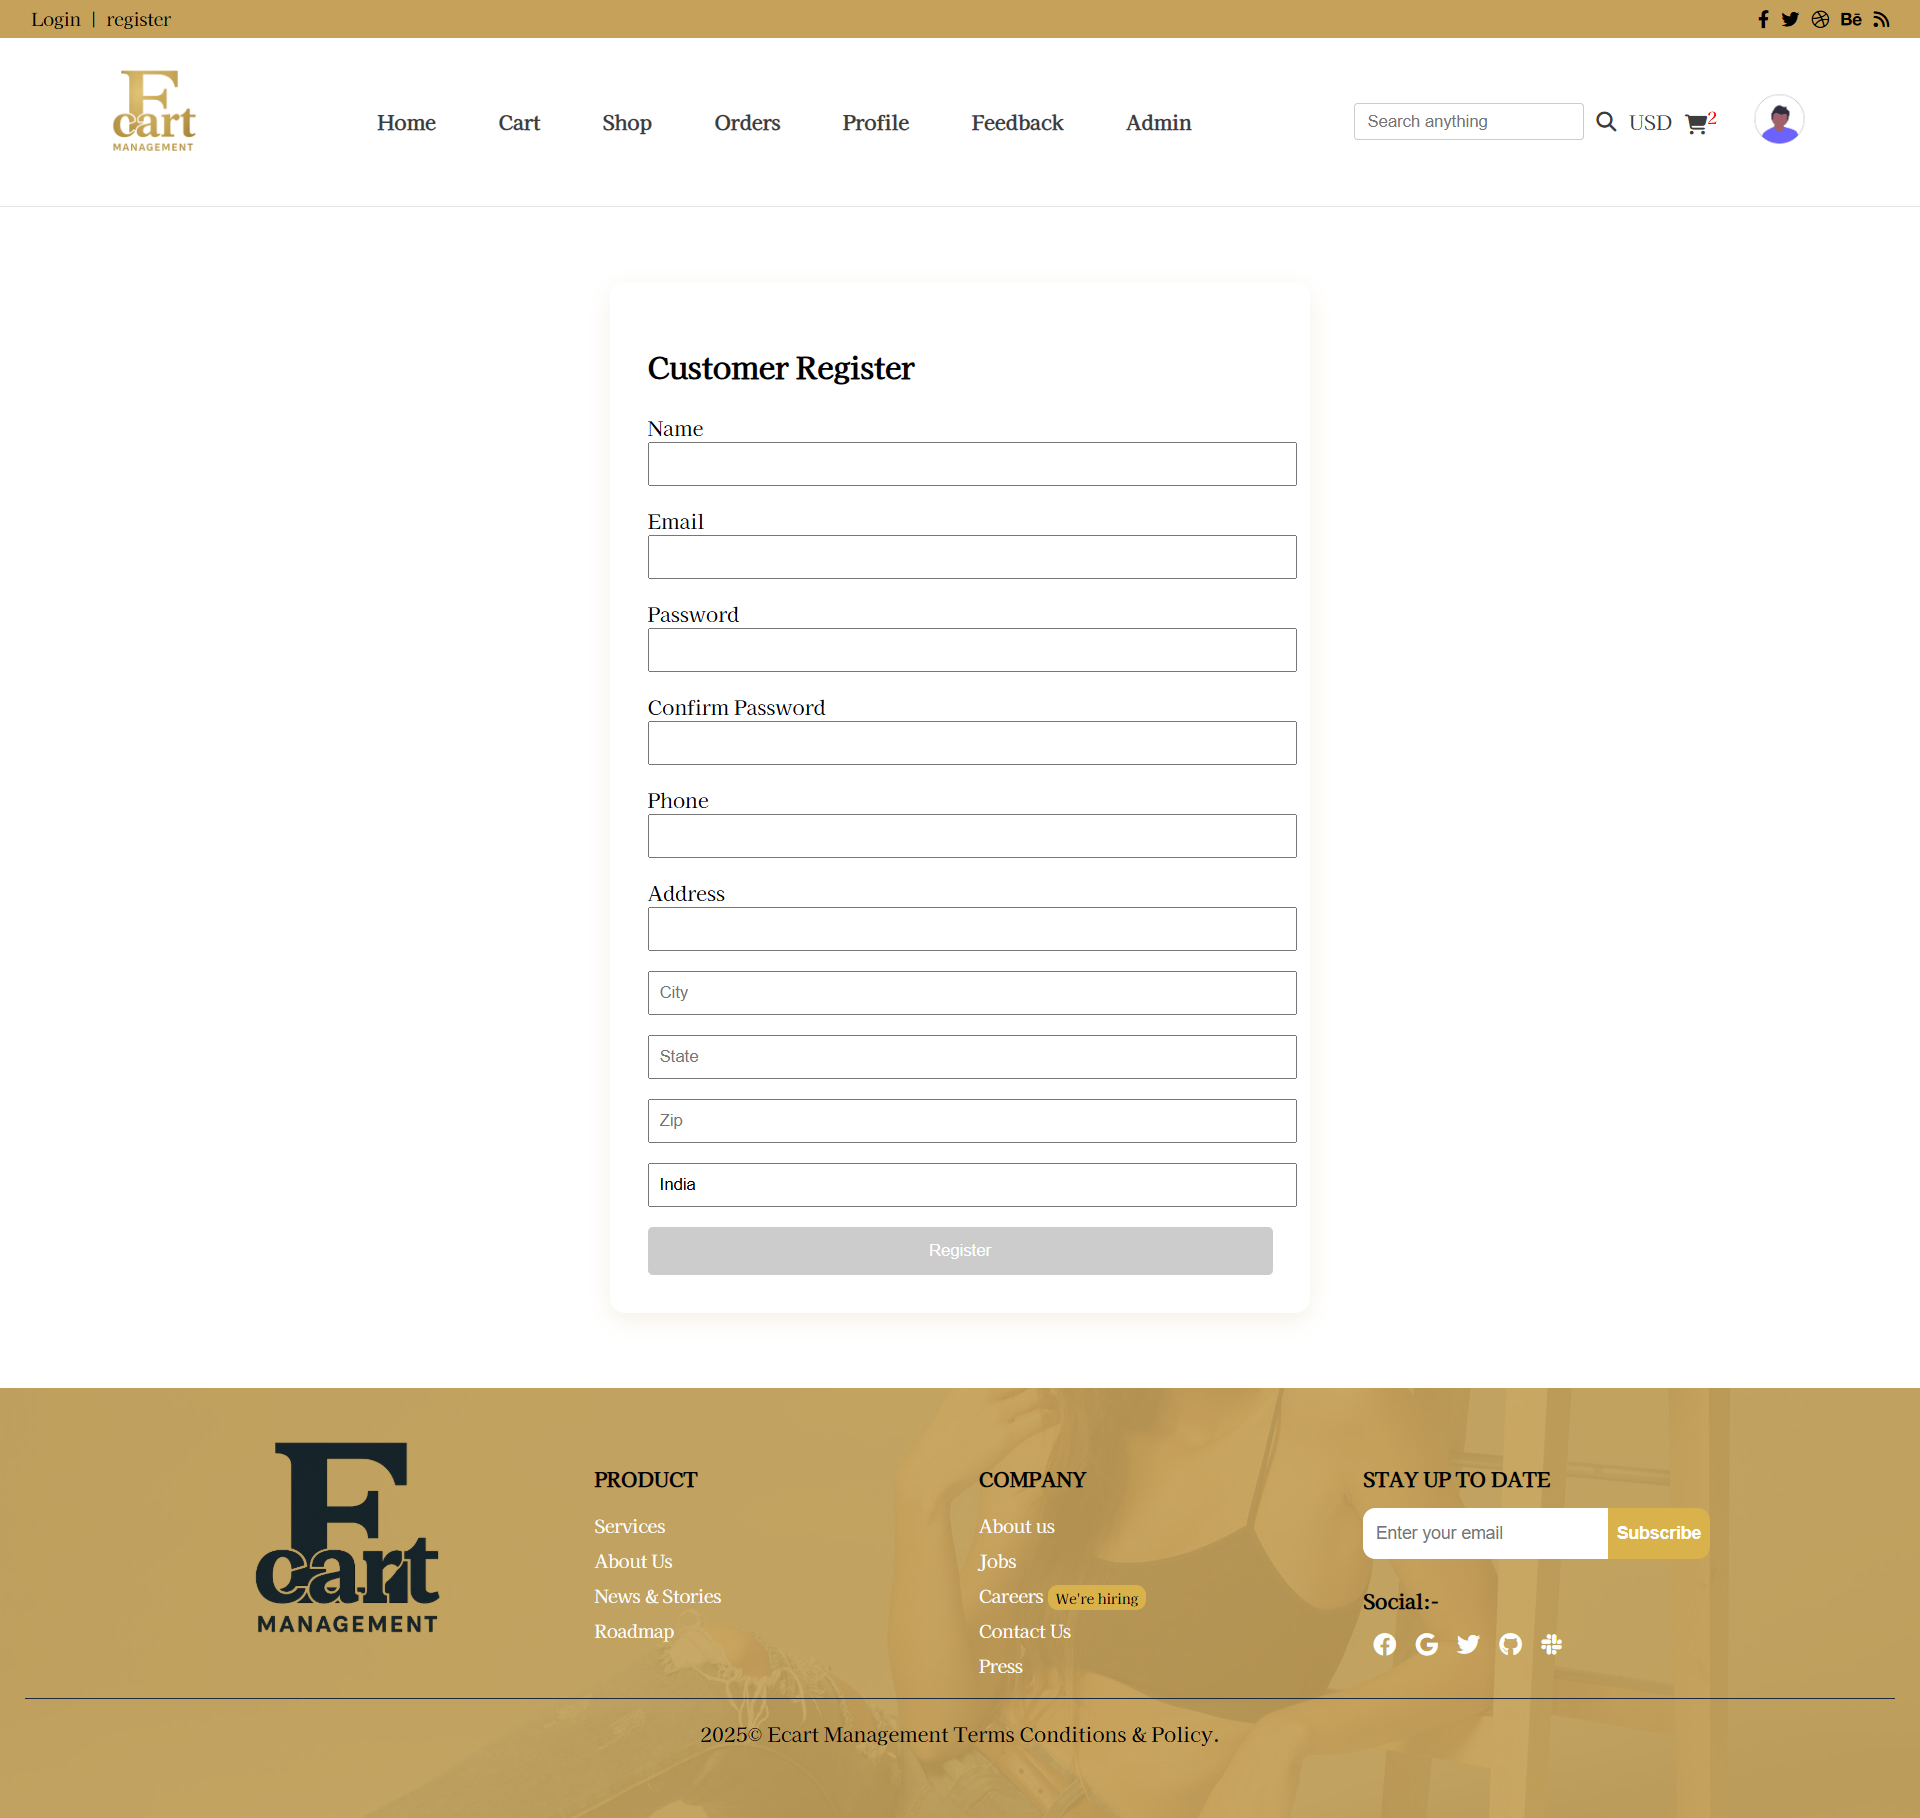 Login | register
Bē
E
cart
MANAGEMENT
Home Cart Shop Orders Profile Feedback Admin
Search anything
USD
2
Customer Register
Name
Email
Password
Confirm Password
Phone
Address
City
State
Zip
India
Register
E
cart
MANAGEMENT
PRODUCT
Services
About Us
News & Stories
Roadmap
COMPANY
About us
Jobs
Careers We're hiring
Contact Us
Press
STAY UP TO DATE
Enter your email Subscribe
Social:-
2025© Ecart Management Terms Conditions & Policy.